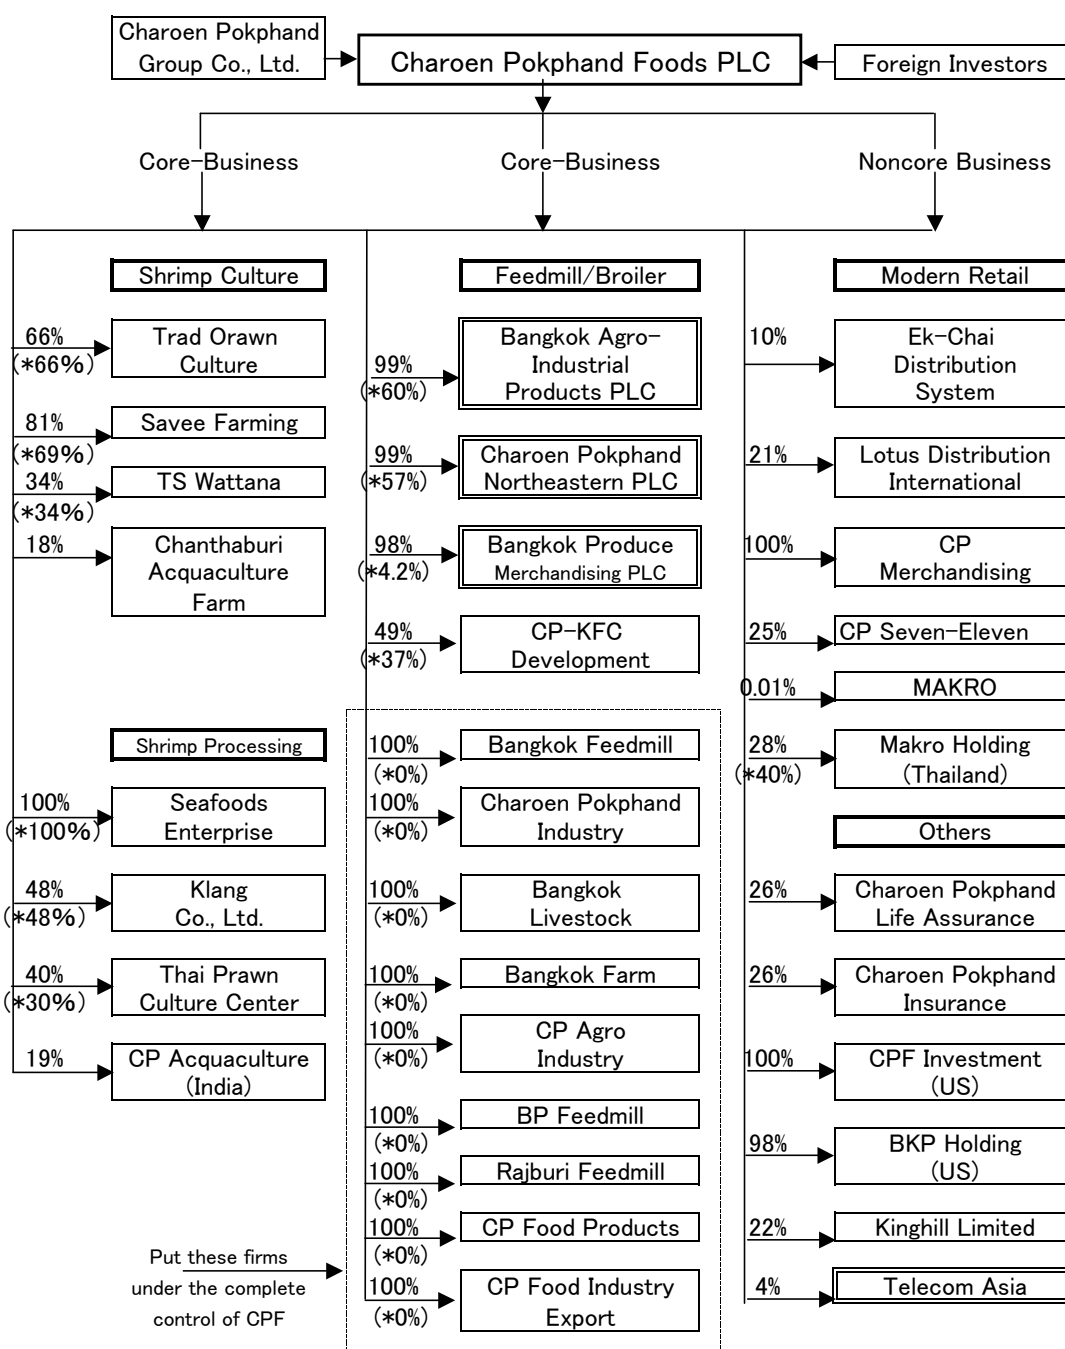 Charoen Pokphand
Group Co., Ltd.
Charoen Pokphand Foods PLC
Foreign Investors
Core-Business
Core-Business
Noncore Business
Shrimp Culture
66%
(*66%)
Trad Orawn
Culture
81%
(*69%)
Savee Farming
34%
(*34%)
TS Wattana
18%
Chanthaburi
Acquaculture
Farm
Shrimp Processing
100%
(*100%)
Seafoods
Enterprise
48%
(*48%)
Klang
Co., Ltd.
40%
(*30%)
Thai Prawn
Culture Center
19%
CP Acquaculture
(India)
Put these firms
under the complete
control of CPF
Feedmill/Broiler
99%
(*60%)
Bangkok Agro-
Industrial
Products PLC
99%
(*57%)
Charoen Pokphand
Northeastern PLC
98%
(*4.2%)
Bangkok Produce
Merchandising PLC
49%
(*37%)
CP-KFC
Development
100%
(*0%)
Bangkok Feedmill
100%
(*0%)
Charoen Pokphand
Industry
100%
(*0%)
Bangkok
Livestock
100%
(*0%)
Bangkok Farm
100%
(*0%)
CP Agro
Industry
100%
(*0%)
BP Feedmill
100%
(*0%)
Rajburi Feedmill
100%
(*0%)
CP Food Products
100%
(*0%)
CP Food Industry
Export
Modern Retail
10%
Ek-Chai
Distribution
System
21%
Lotus Distribution
International
100%
CP
Merchandising
25%
CP Seven-Eleven
0.01%
MAKRO
28%
(*40%)
Makro Holding
(Thailand)
Others
26%
Charoen Pokphand
Life Assurance
26%
Charoen Pokphand
Insurance
100%
CPF Investment
(US)
98%
BKP Holding
(US)
22%
Kinghill Limited
4%
Telecom Asia